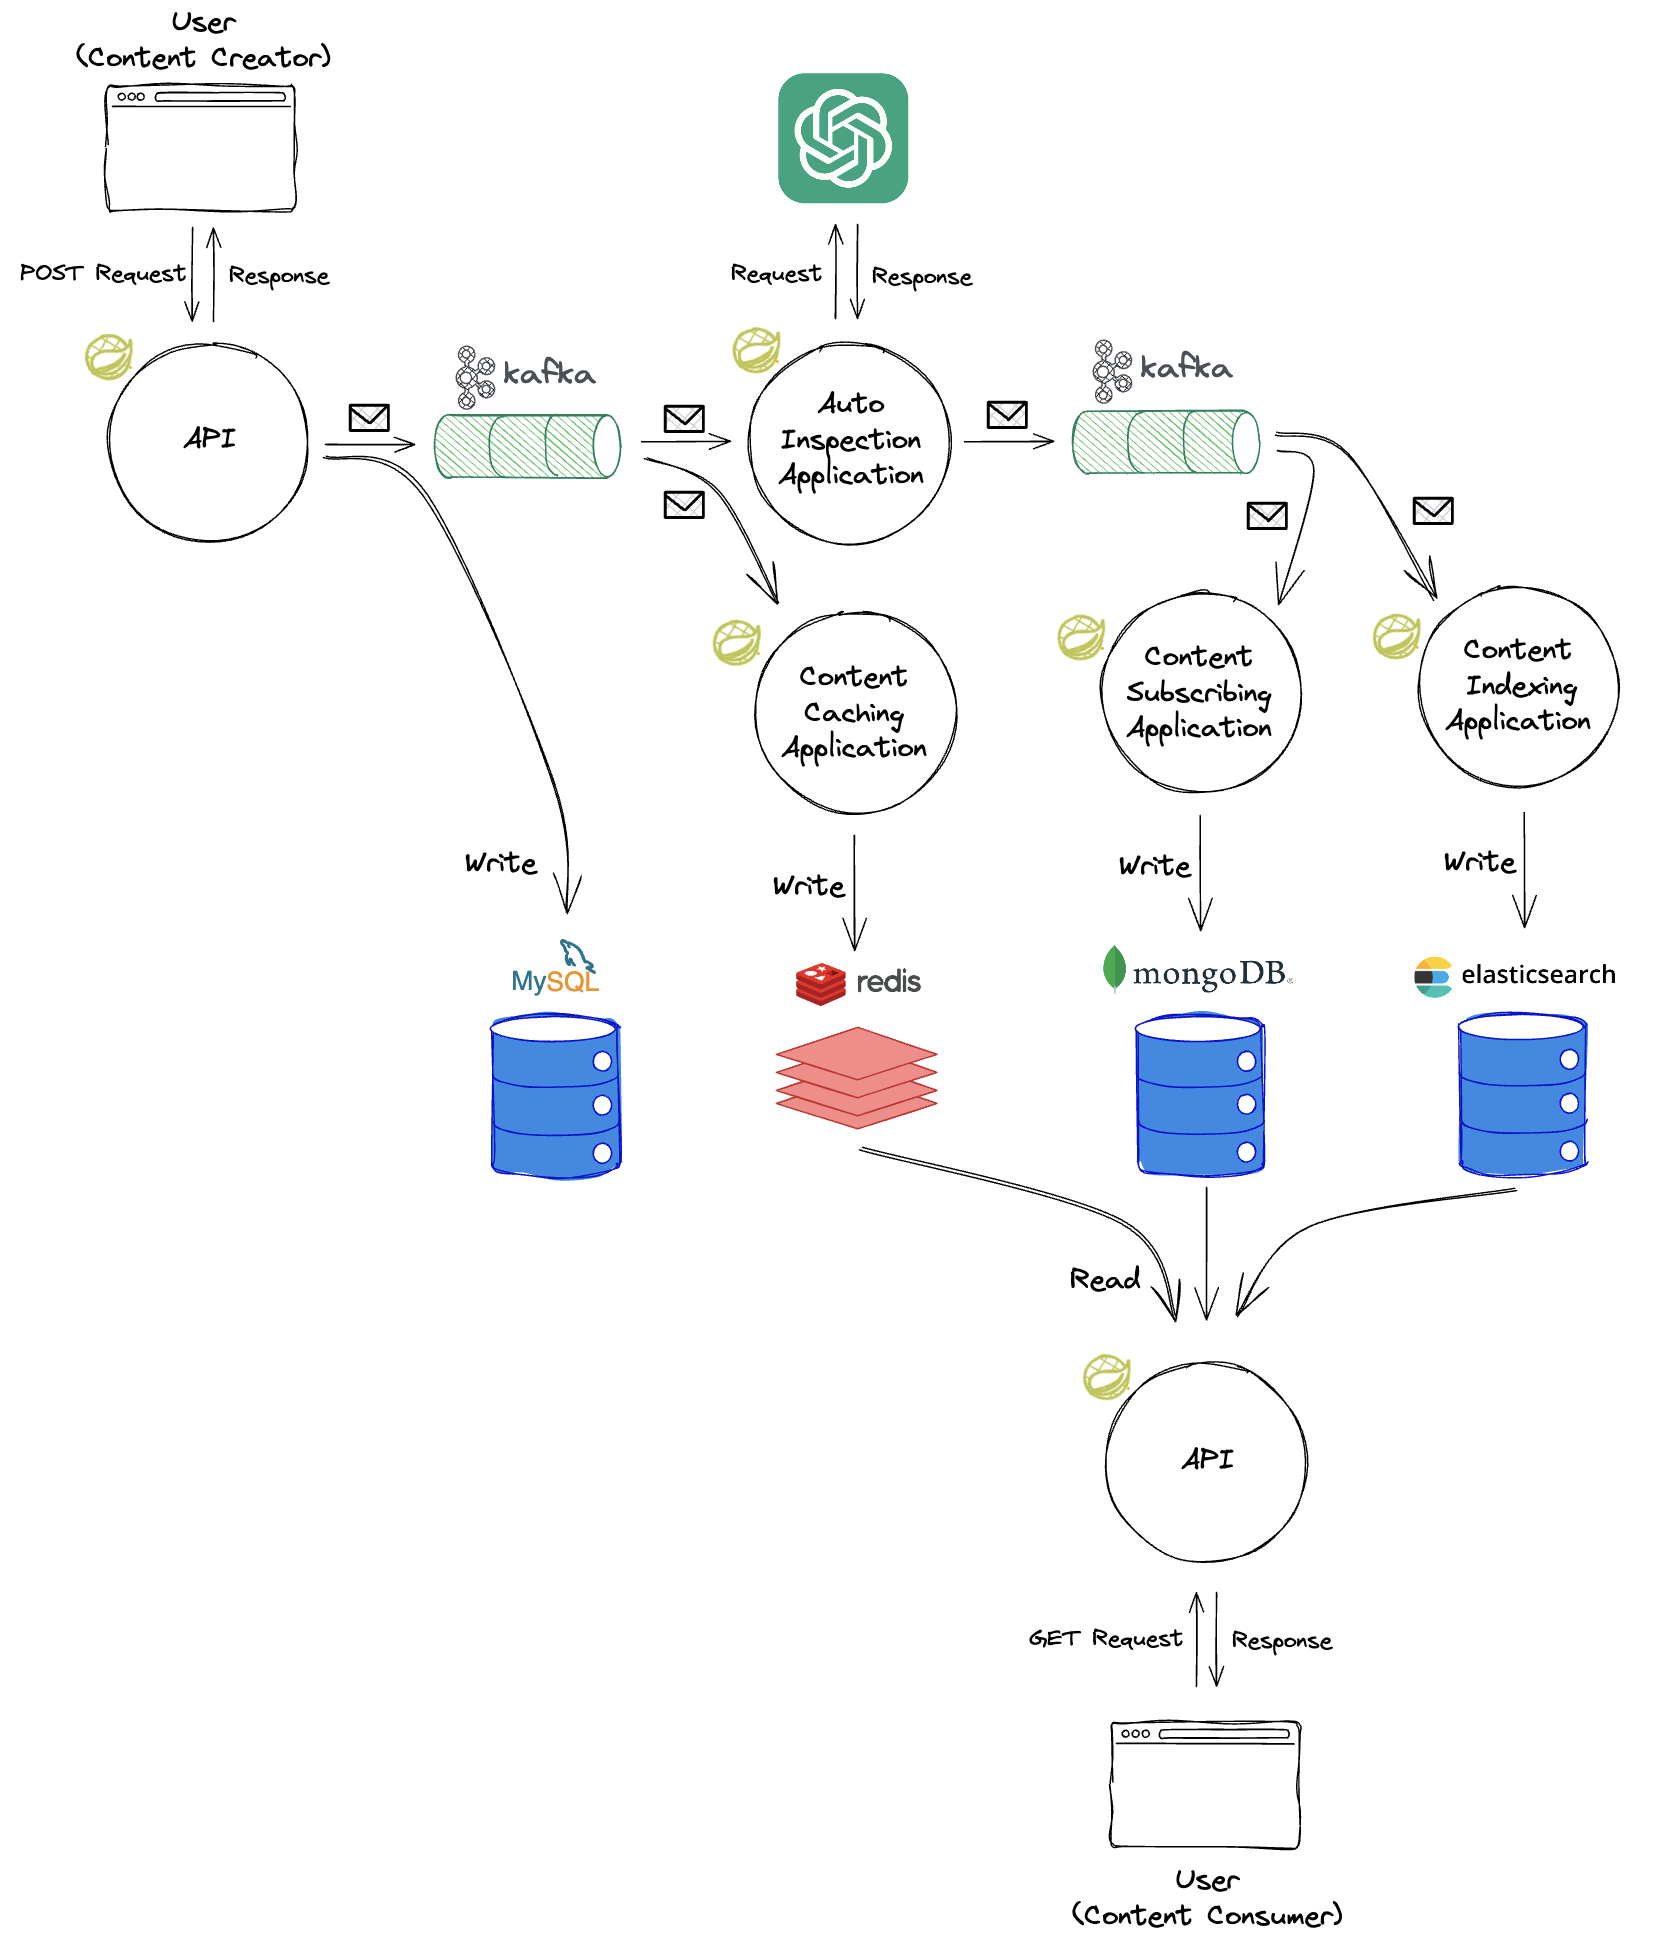 User
(Content Creator)
POST Request
Response
Request
Response
API
kafka
Auto
Inspection
Application
kafka
Content
Caching
Application
Content
Subscribing
Application
Content
Indexing
Application
Write
Write
Write
Write
MySQL
redis
mongoDB
elasticsearch
Read
API
GET Request
Response
User
(Content Consumer)